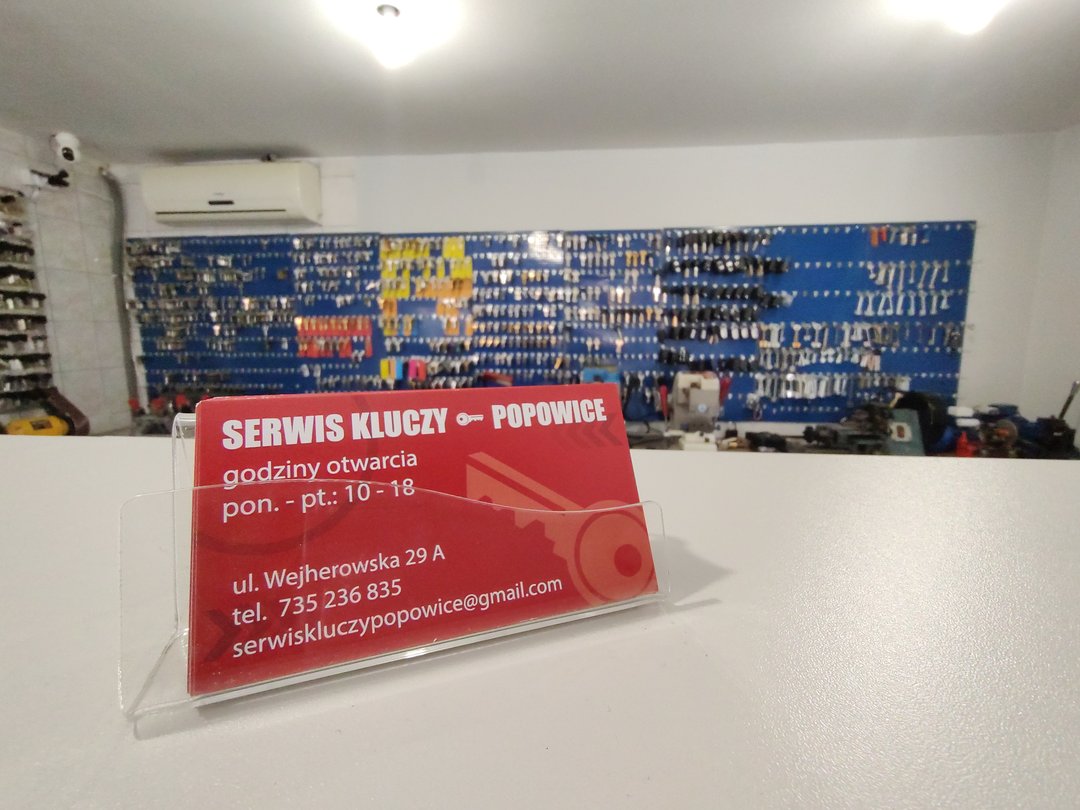 SERWIS KLUCZY POPOWICE
godziny otwarcia
pon. - pt.: 10 - 18
ul. Wejherowska 29 A
tel. 735 236 835
serwiskluczypopowice@gmail.com